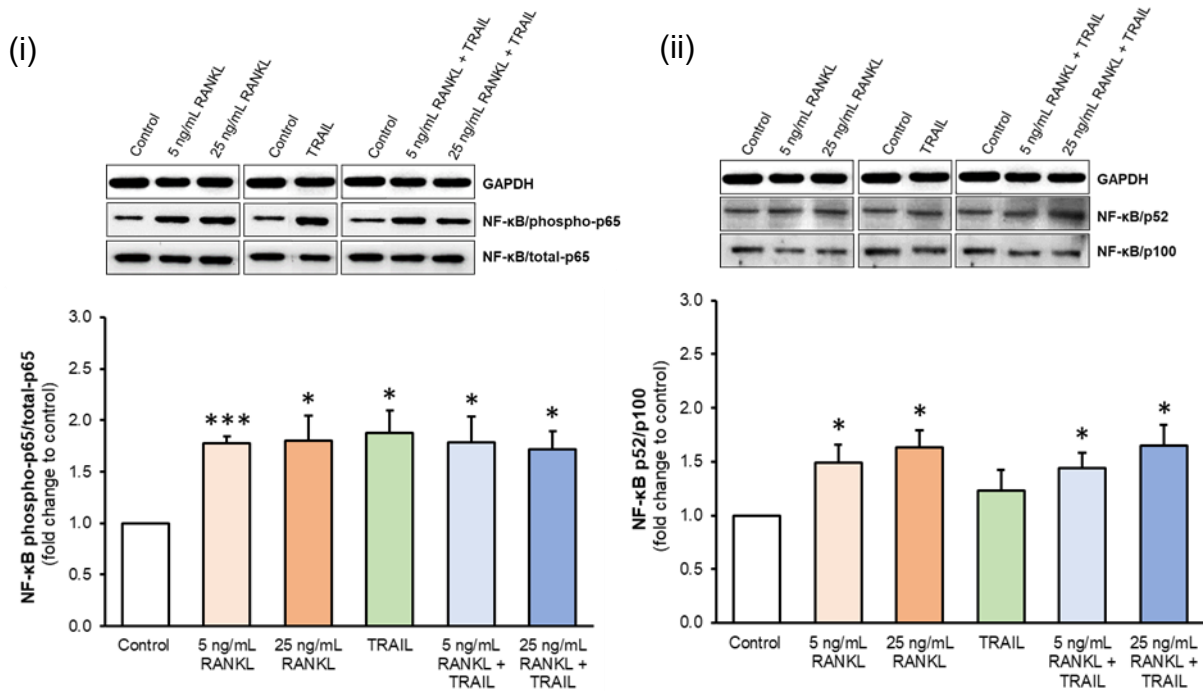 (i)
Control
5 ng/mL RANKL
25 ng/mL RANKL
Control
TRAIL
Control
5 ng/mL RANKL + TRAIL
25 ng/mL RANKL + TRAIL
GAPDH
NF-κB/phospho-p65
NF-κB/total-p65
NF-κB phospho-p65/total-p65
(fold change to control)
3.0
2.5
2.0
1.5
1.0
0.5
0.0
***
*
*
*
*
Control
5 ng/mL
RANKL
25 ng/mL
RANKL
TRAIL
5 ng/mL
RANKL +
TRAIL
25 ng/mL
RANKL +
TRAIL
(ii)
Control
5 ng/mL RANKL
25 ng/mL RANKL
Control
TRAIL
Control
5 ng/mL RANKL + TRAIL
25 ng/mL RANKL + TRAIL
GAPDH
NF-κB/p52
NF-κB/p100
NF-κB p52/p100
(fold change to control)
3.0
2.5
2.0
1.5
1.0
0.5
0.0
*
*
*
*
Control
5 ng/mL
RANKL
25 ng/mL
RANKL
TRAIL
5 ng/mL
RANKL +
TRAIL
25 ng/mL
RANKL +
TRAIL